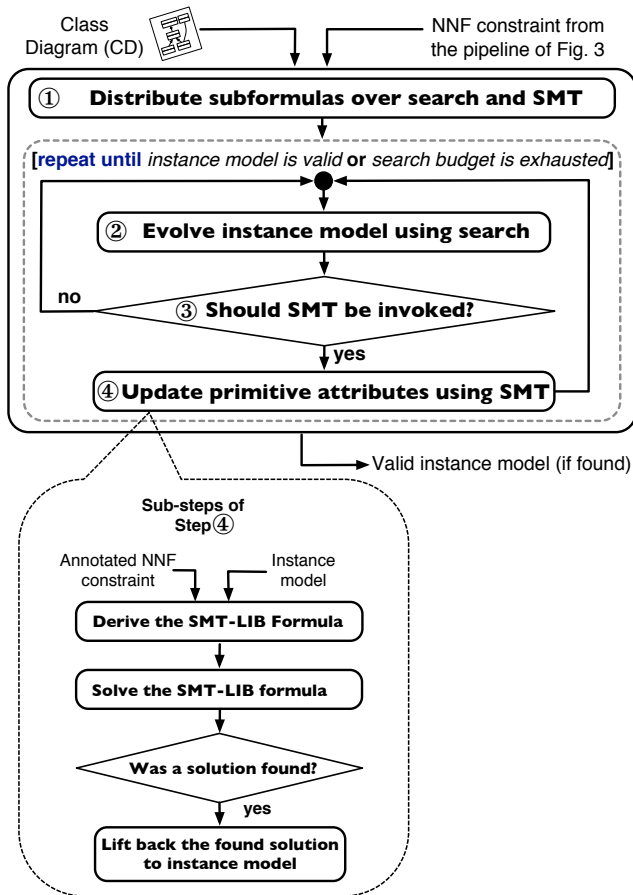 Class
Diagram (CD)
NNF constraint from
the pipeline of Fig. 3
① Distribute subformulas over search and SMT
[repeat until instance model is valid or search budget is exhausted]
② Evolve instance model using search
no
③ Should SMT be invoked?
yes
④ Update primitive attributes using SMT
Valid instance model (if found)
Sub-steps of
Step ④
Annotated NNF
constraint
Instance
model
Derive the SMT-LIB Formula
Solve the SMT-LIB formula
Was a solution found?
yes
Lift back the found solution
to instance model